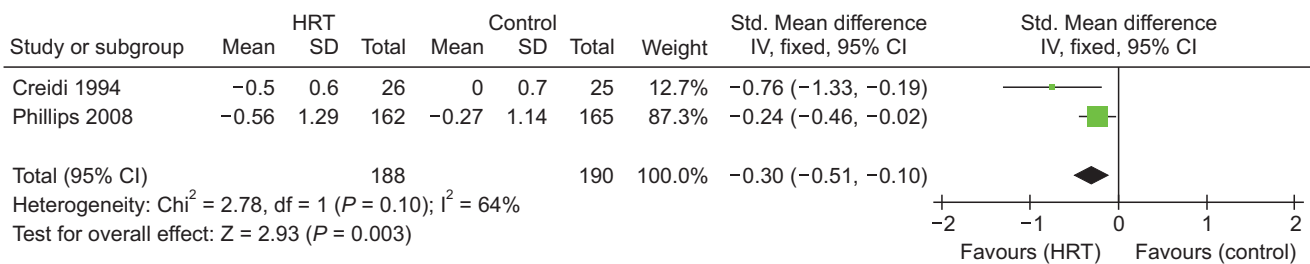 HRT Control Std. Mean difference Std. Mean difference
Study or subgroup Mean SD Total Mean SD Total Weight IV, fixed, 95% CI IV, fixed, 95% CI
Creidi 1994 −0.5 0.6 26 0 0.7 25 12.7% −0.76 (−1.33, −0.19)
Phillips 2008 −0.56 1.29 162 −0.27 1.14 165 87.3% −0.24 (−0.46, −0.02)
Total (95% CI) 188 190 100.0% −0.30 (−0.51, −0.10)
Heterogeneity: Chi² = 2.78, df = 1 (P = 0.10); I² = 64%
Test for overall effect: Z = 2.93 (P = 0.003)
−2 −1 0 1 2
Favours (HRT) Favours (control)